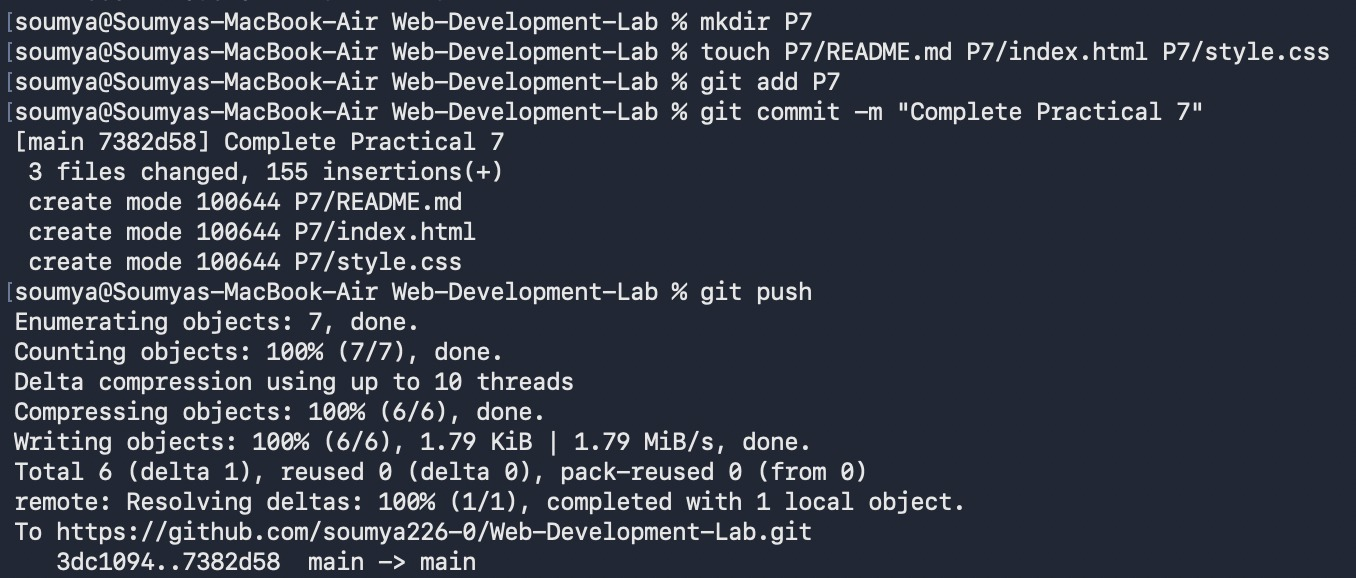 [soumya@Soumyas-MacBook-Air Web-Development-Lab % mkdir P7
[soumya@Soumyas-MacBook-Air Web-Development-Lab % touch P7/README.md P7/index.html P7/style.css
[soumya@Soumyas-MacBook-Air Web-Development-Lab % git add P7
[soumya@Soumyas-MacBook-Air Web-Development-Lab % git commit -m "Complete Practical 7"
[main 7382d58] Complete Practical 7
 3 files changed, 155 insertions(+)
 create mode 100644 P7/README.md
 create mode 100644 P7/index.html
 create mode 100644 P7/style.css
[soumya@Soumyas-MacBook-Air Web-Development-Lab % git push
Enumerating objects: 7, done.
Counting objects: 100% (7/7), done.
Delta compression using up to 10 threads
Compressing objects: 100% (6/6), done.
Writing objects: 100% (6/6), 1.79 KiB | 1.79 MiB/s, done.
Total 6 (delta 1), reused 0 (delta 0), pack-reused 0 (from 0)
remote: Resolving deltas: 100% (1/1), completed with 1 local object.
To https://github.com/soumya226-0/Web-Development-Lab.git
   3dc1094..7382d58  main -> main